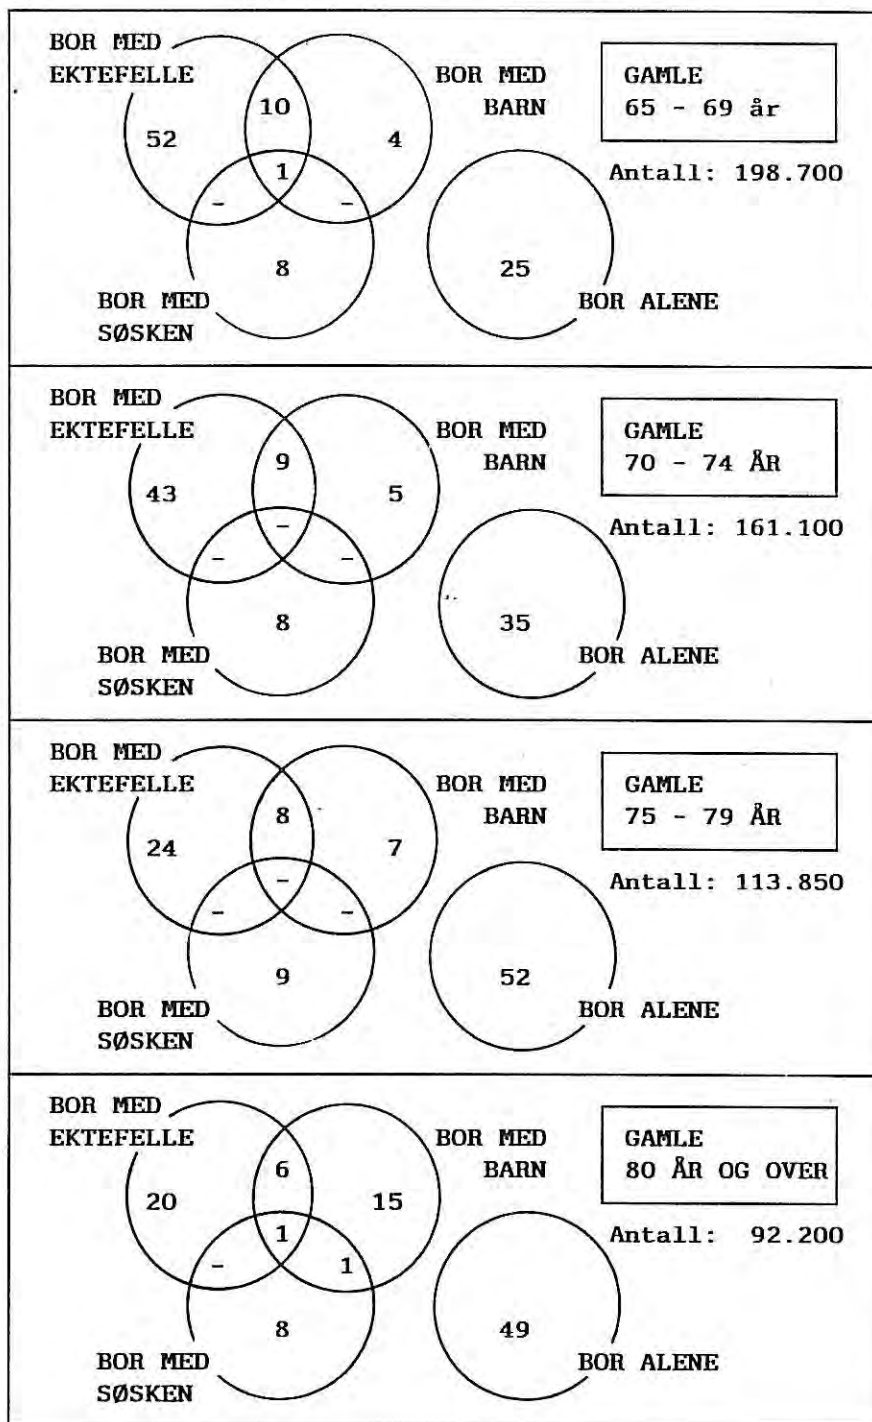 BOR MED
EKTEFELLE
52
10
4
1
-
-
8
BOR MED
SØSKEN
BOR MED
BARN
25
BOR ALENE
GAMLE
65 - 69 år
Antall: 198.700
BOR MED
EKTEFELLE
43
9
5
-
-
-
8
BOR MED
SØSKEN
BOR MED
BARN
35
BOR ALENE
GAMLE
70 - 74 ÅR
Antall: 161.100
BOR MED
EKTEFELLE
24
8
7
-
-
-
9
BOR MED
SØSKEN
BOR MED
BARN
52
BOR ALENE
GAMLE
75 - 79 ÅR
Antall: 113.850
BOR MED
EKTEFELLE
20
6
15
1
-
1
8
BOR MED
SØSKEN
BOR MED
BARN
49
BOR ALENE
GAMLE
80 ÅR OG OVER
Antall: 92.200